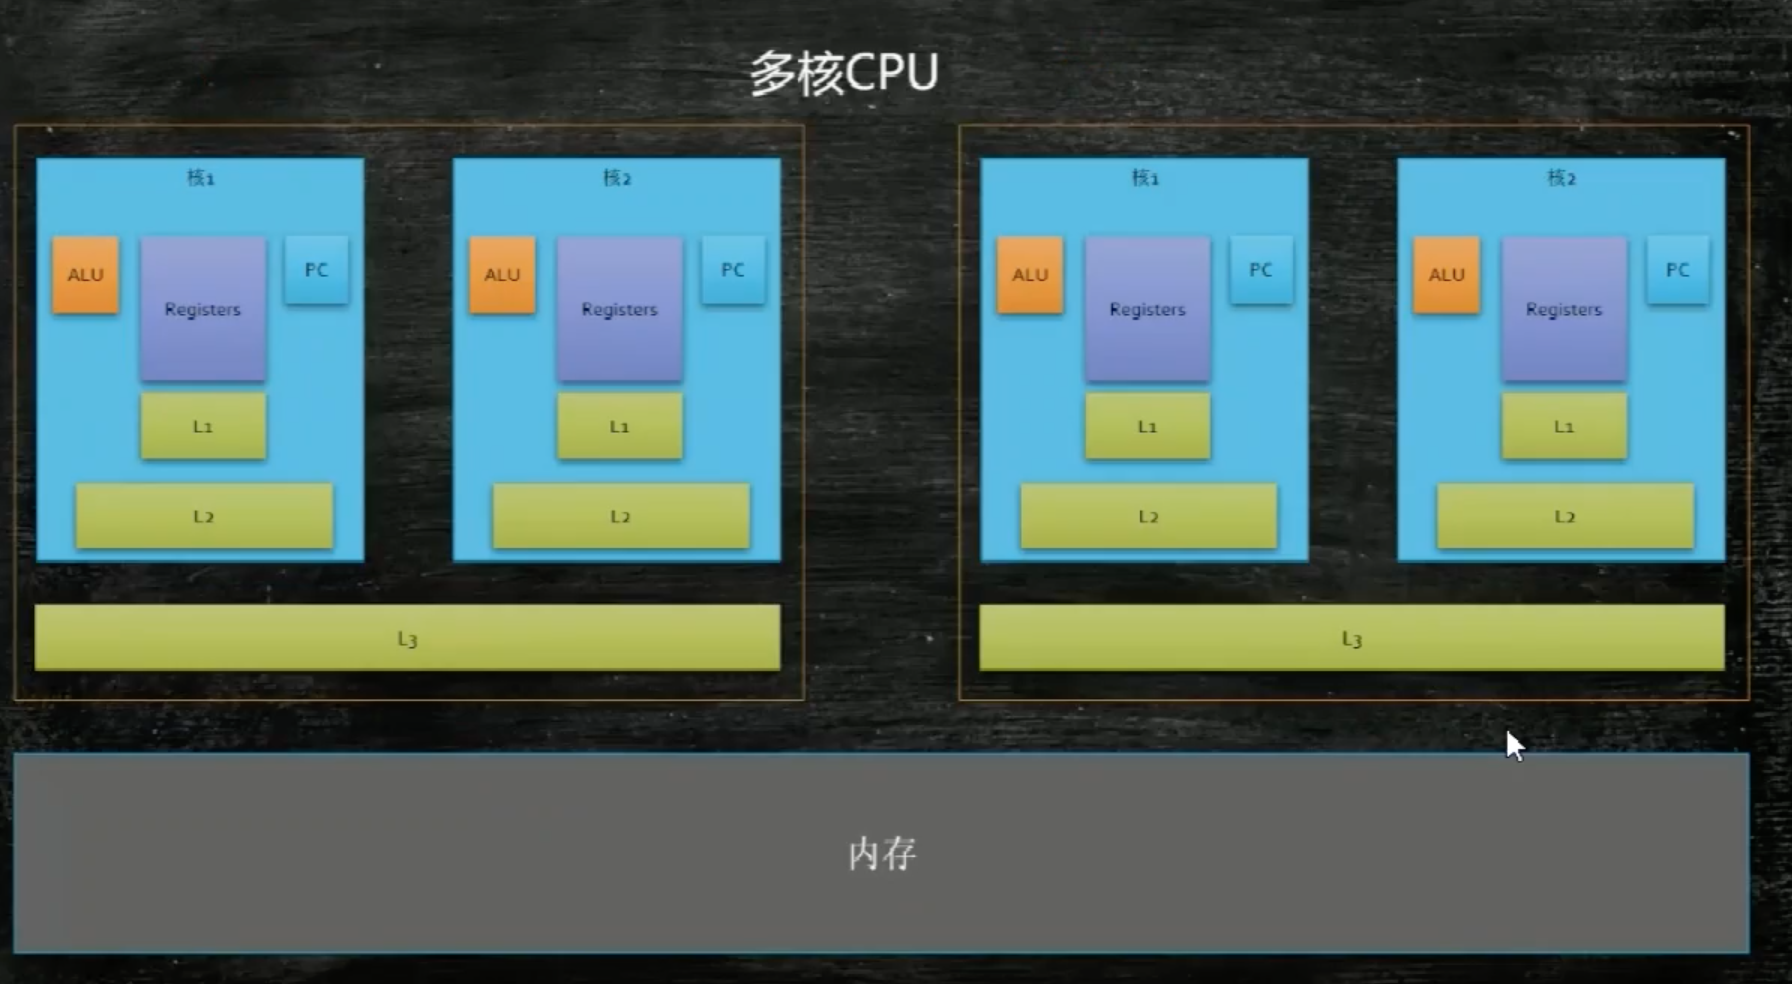 多核CPU
核1
核2
核1
核2
ALU
Registers
PC
ALU
Registers
PC
ALU
Registers
PC
ALU
Registers
PC
L1
L1
L1
L1
L2
L2
L2
L2
L3
L3
内存